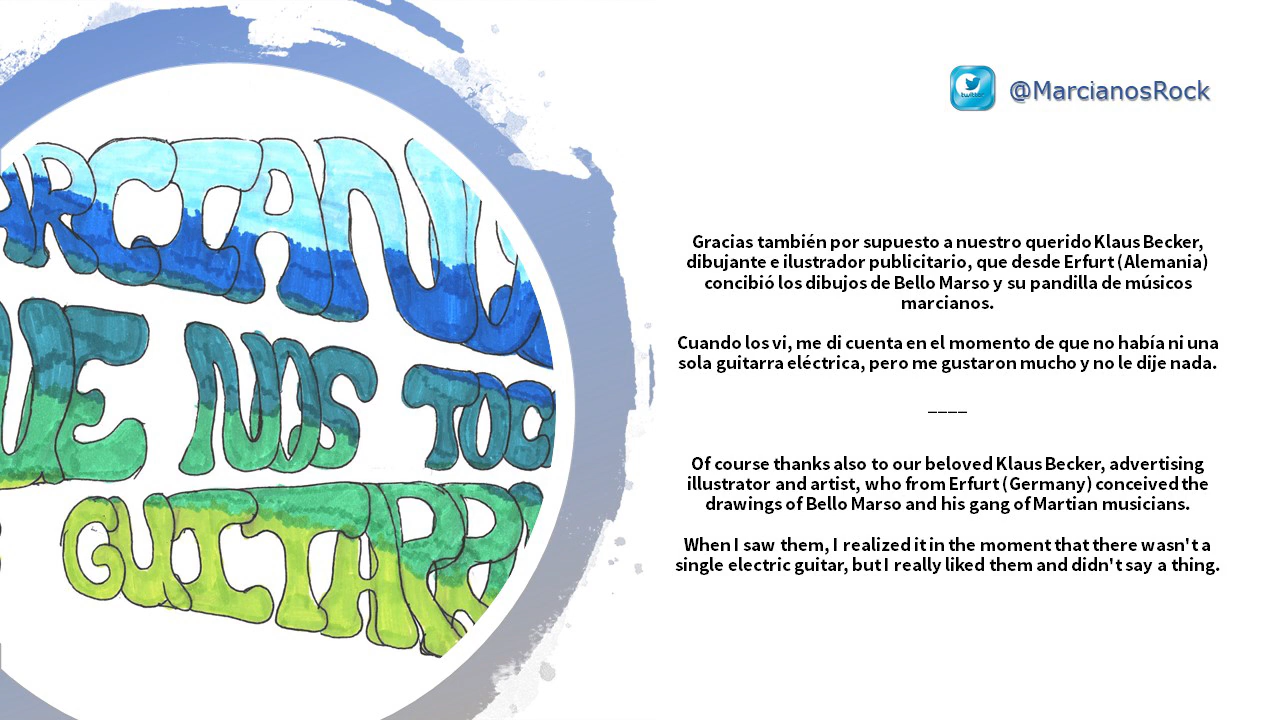 ARCIANO
UE NOS TOC
GUITARR
twitter
@MarcianosRock
Gracias también por supuesto a nuestro querido Klaus Becker,
dibujante e ilustrador publicitario, que desde Erfurt (Alemania)
concibió los dibujos de Bello Marso y su pandilla de músicos
marcianos.
Cuando los vi, me di cuenta en el momento de que no había ni una
sola guitarra eléctrica, pero me gustaron mucho y no le dije nada.
____
Of course thanks also to our beloved Klaus Becker, advertising
illustrator and artist, who from Erfurt (Germany) conceived the
drawings of Bello Marso and his gang of Martian musicians.
When I saw them, I realized it in the moment that there wasn't a
single electric guitar, but I really liked them and didn't say a thing.